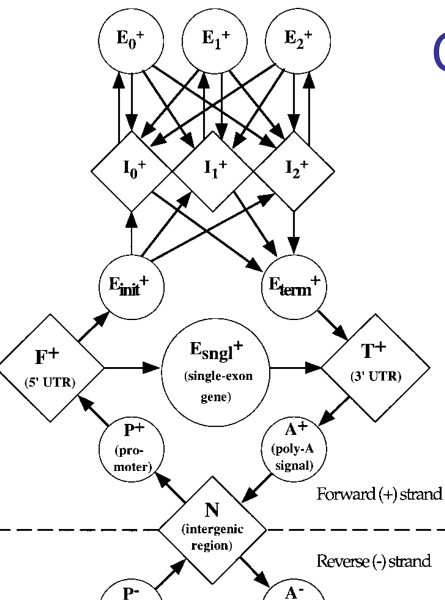 E0+ E1+ E2+
I0+ I1+ I2+
Einit+ Eterm+
F+
(5' UTR)
Esngl+
(single-exon
gene)
T+
(3' UTR)
P+
(pro-
moter)
A+
(poly-A
signal)
N
(intergenic
region)
Forward (+) strand
Reverse (-) strand
P- A-